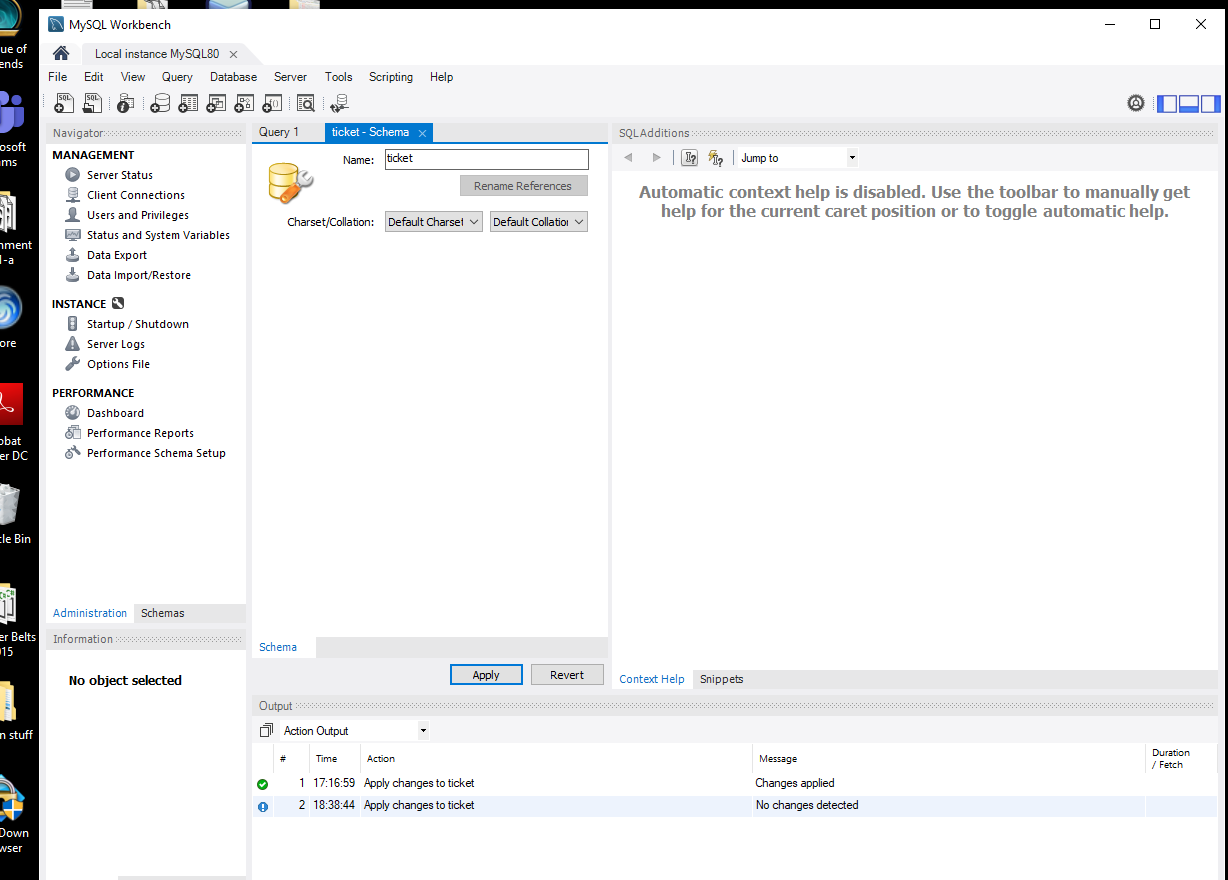 MySQL Workbench
Local instance MySQL80
File Edit View Query Database Server Tools Scripting Help
Navigator
MANAGEMENT
Server Status
Client Connections
Users and Privileges
Status and System Variables
Data Export
Data Import/Restore
INSTANCE
Startup / Shutdown
Server Logs
Options File
PERFORMANCE
Dashboard
Performance Reports
Performance Schema Setup
Administration Schemas
Information
No object selected
Query 1 ticket - Schema
Name: ticket
Rename References
Charset/Collation: Default Charset Default Collation
Schema
Apply Revert
SQLAdditions
Jump to
Automatic context help is disabled. Use the toolbar to manually get
help for the current caret position or to toggle automatic help.
Context Help Snippets
Output
Action Output
# Time Action Message Duration / Fetch
1 17:16:59 Apply changes to ticket Changes applied
2 18:38:44 Apply changes to ticket No changes detected
ue of
ends
osoft
ms
nment
l-a
ore
obat
er DC
cle Bin
er Belts
015
n stuff
Down
wser